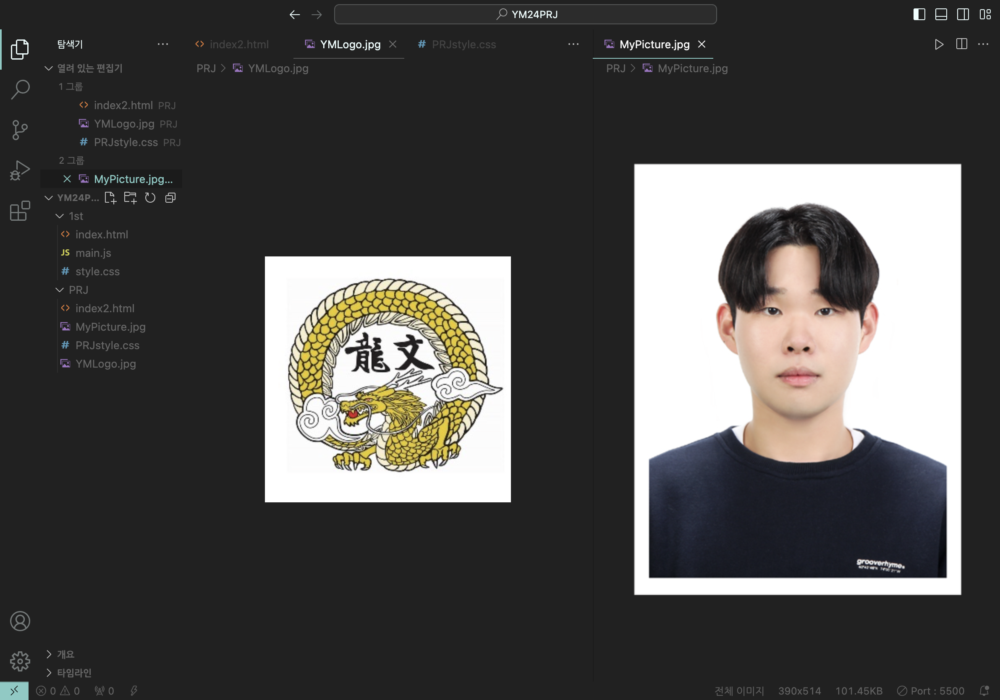 YM24PRJ
탐색기
열려 있는 편집기
1 그룹
index2.html PRJ
YMLogo.jpg PRJ
PRJstyle.css PRJ
2 그룹
MyPicture.jpg...
YM24P...
1st
index.html
JS main.js
# style.css
PRJ
index2.html
MyPicture.jpg
# PRJstyle.css
YMLogo.jpg
개요
타임라인
index2.html
YMLogo.jpg
# PRJstyle.css
PRJ > YMLogo.jpg
龍文
MyPicture.jpg
PRJ > MyPicture.jpg
grooverhyme
0 0 0
전체 이미지 390x514 101.45KB Port : 5500